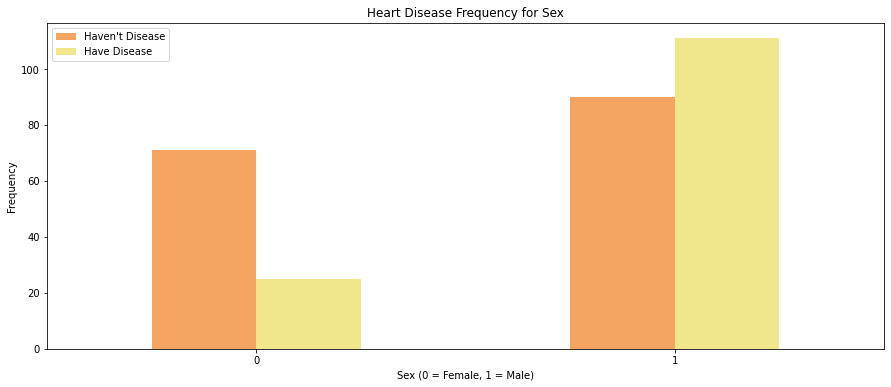 Heart Disease Frequency for Sex
Haven't Disease
Have Disease
100
80
60
40
20
0
Frequency
0 1
Sex (0 = Female, 1 = Male)